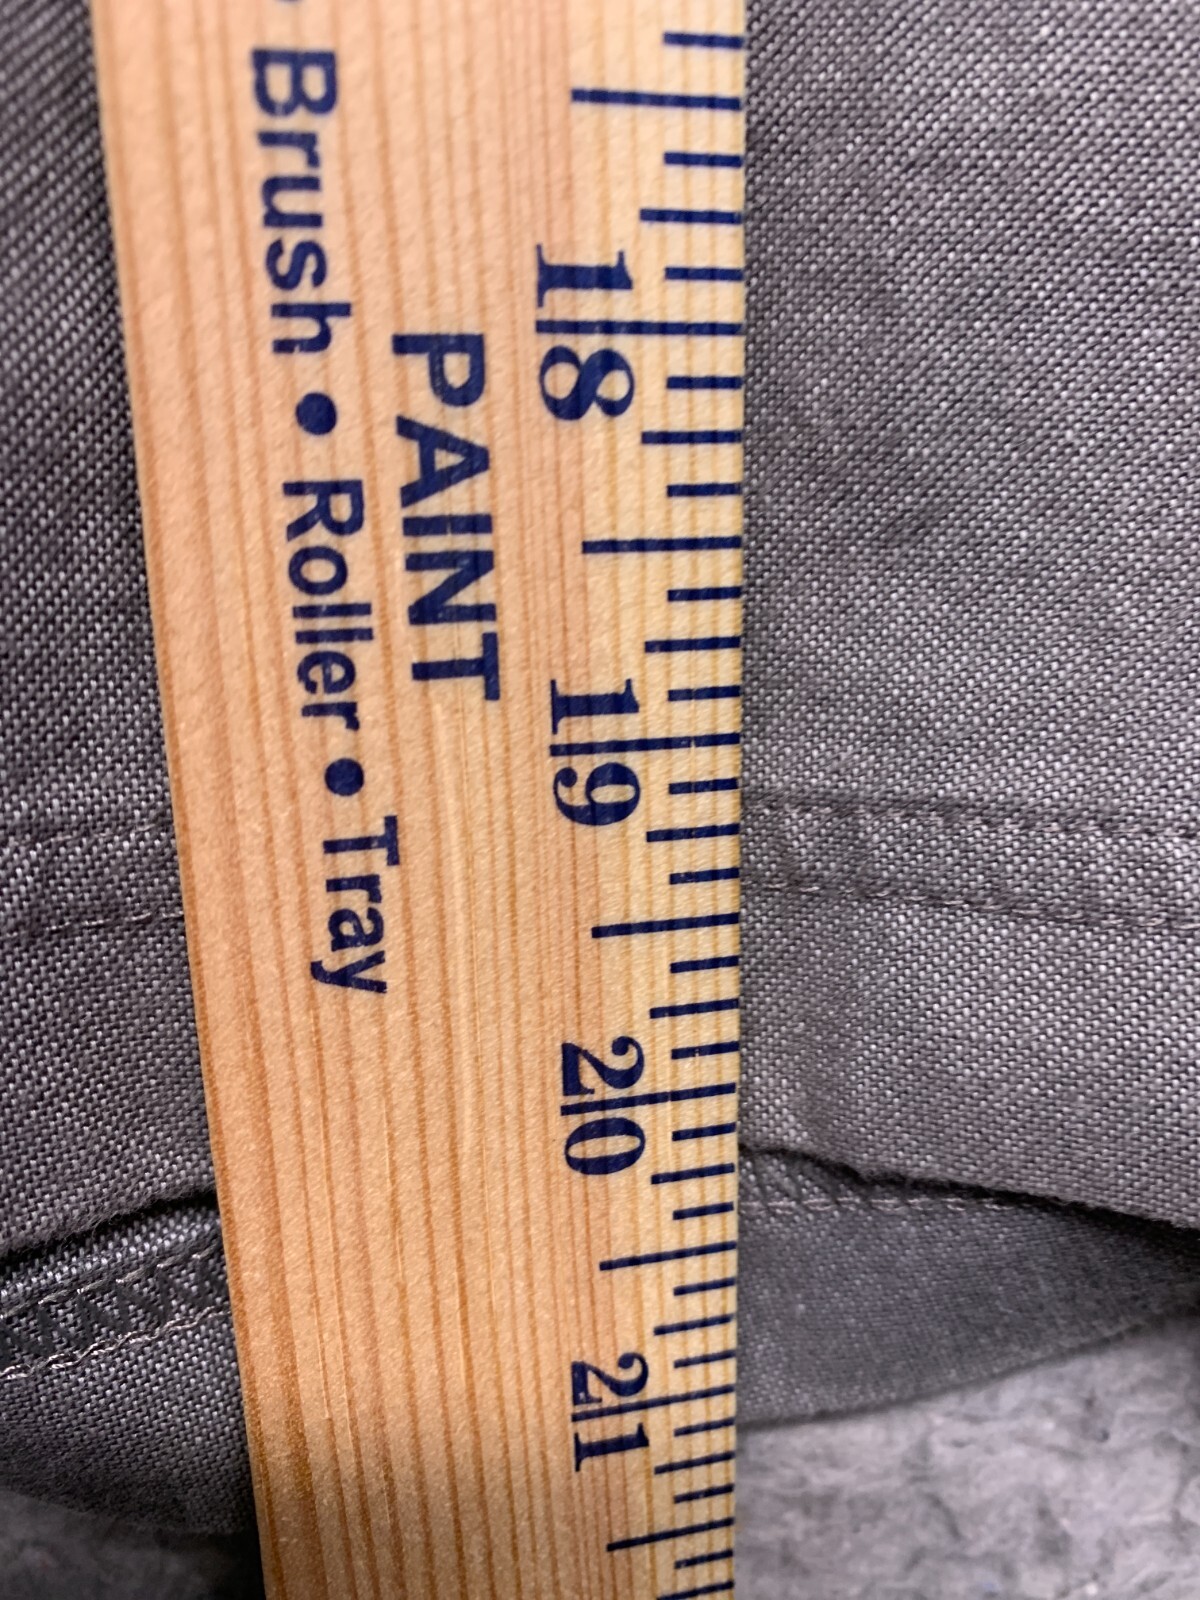 PAINT
• Brush • Roller • Tray
18
19
20
21